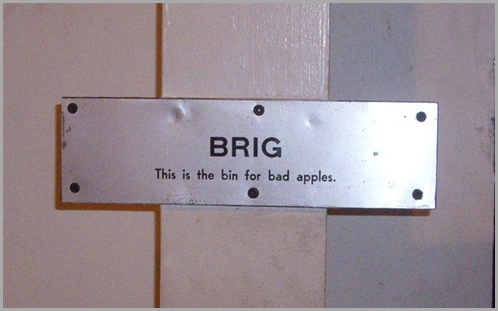 BRIG
This is the bin for bad apples.